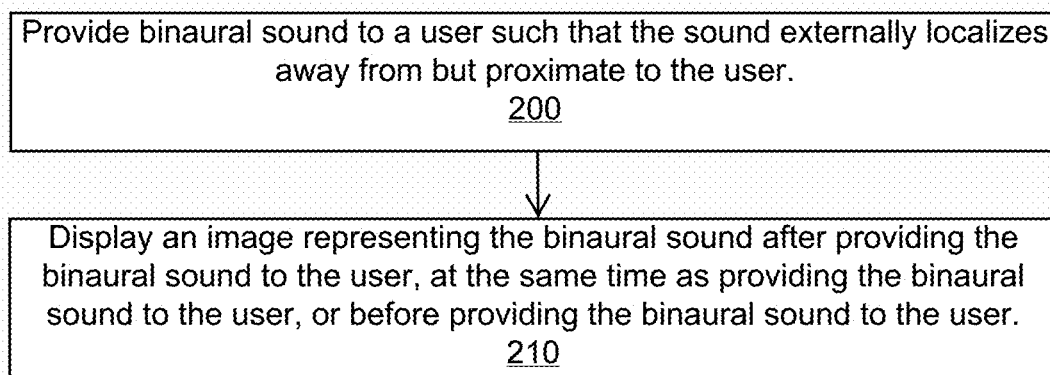 Provide binaural sound to a user such that the sound externally localizes
away from but proximate to the user.
200
Display an image representing the binaural sound after providing the
binaural sound to the user, at the same time as providing the binaural
sound to the user, or before providing the binaural sound to the user.
210